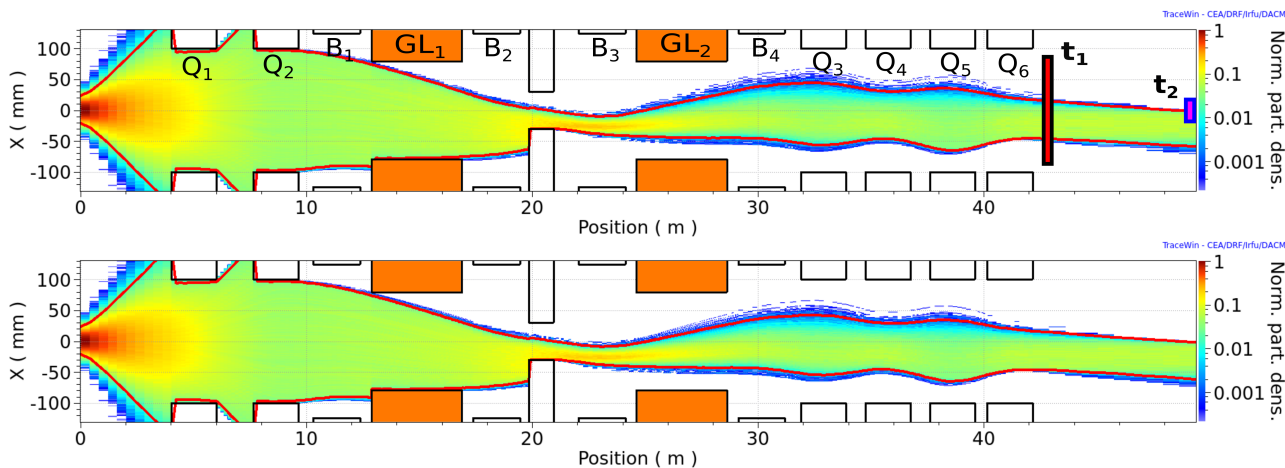 TraceWin - CEA/DRF/Irfu/DACM
X ( mm )
100
50
0
-50
-100
Q1
Q2
B1
GL1
B2
B3
GL2
B4
Q3
Q4
Q5
Q6
t1
t2
1
0.1
0.01
0.001
Norm. part. dens.
0
10
20
30
40
Position ( m )
TraceWin - CEA/DRF/Irfu/DACM
X ( mm )
100
50
0
-50
-100
1
0.1
0.01
0.001
Norm. part. dens.
0
10
20
30
40
Position ( m )